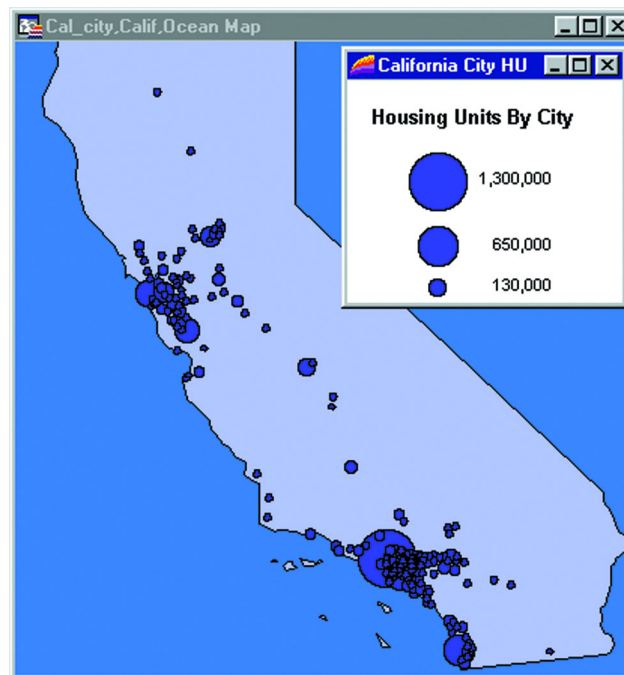 Cal_city,Calif,Ocean Map
California City HU
Housing Units By City
1,300,000
650,000
130,000